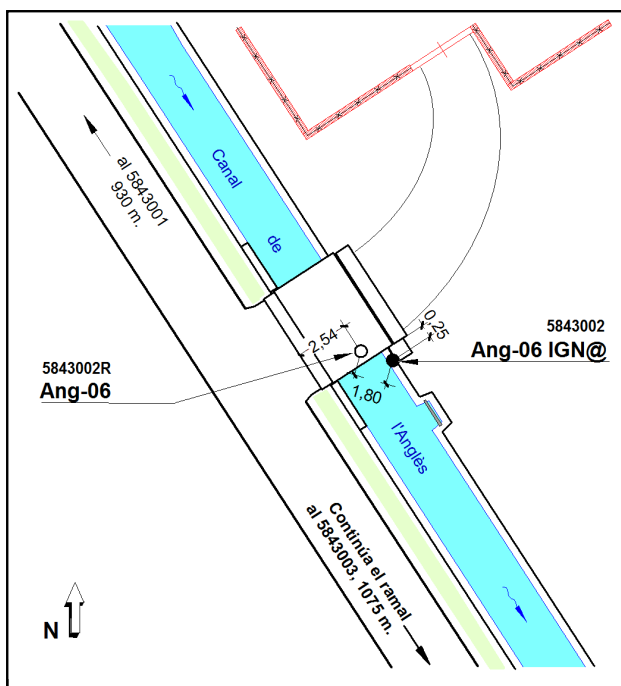 Canal
de
al 5843001
930 m.
2,54
0,25
5843002
Ang-06 IGN@
5843002R
Ang-06
1,80
l'Anglès
Continúa el ramal
al 5843003, 1075 m.
N